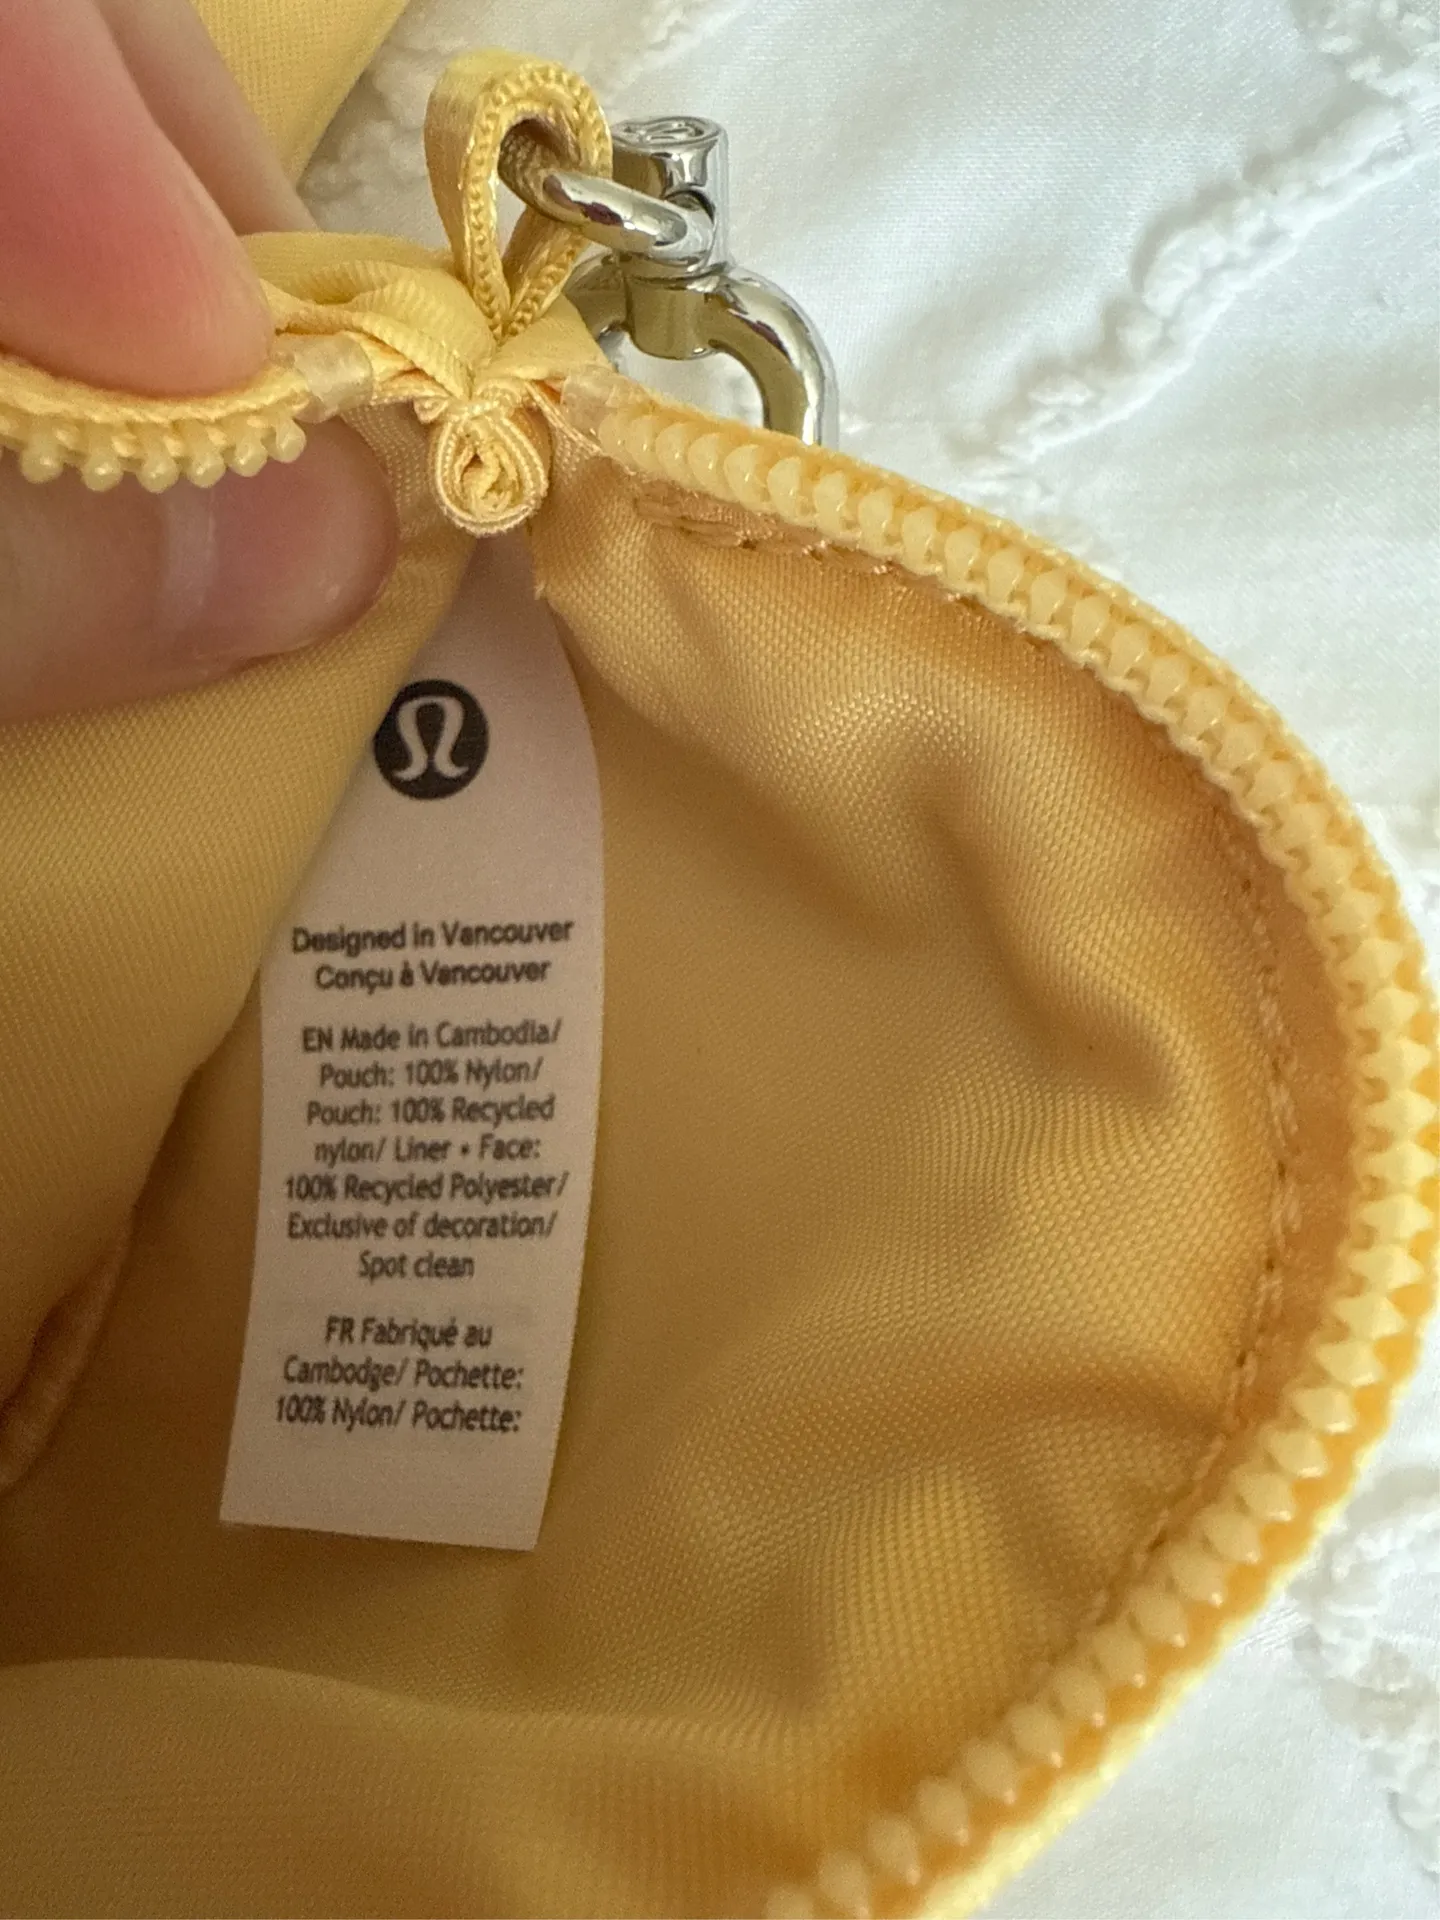 Designed in Vancouver
Conçu à Vancouver
EN Made in Cambodia/
Pouch: 100% Nylon/
Pouch: 100% Recycled
nylon/ Liner • Face:
100% Recycled Polyester/
Exclusive of decoration/
Spot clean
FR Fabriqué au
Cambodge/ Pochette:
100% Nylon/ Pochette: